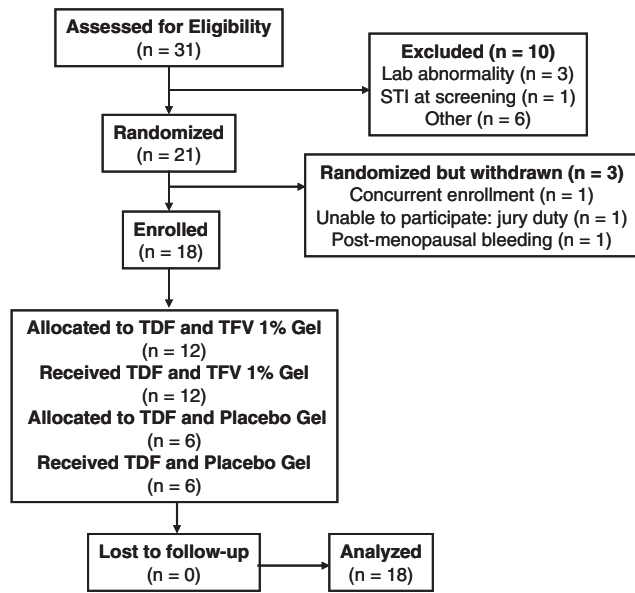 Assessed for Eligibility
(n = 31)
Excluded (n = 10)
Lab abnormality (n = 3)
STI at screening (n = 1)
Other (n = 6)
Randomized
(n = 21)
Randomized but withdrawn (n = 3)
Concurrent enrollment (n = 1)
Unable to participate: jury duty (n = 1)
Post-menopausal bleeding (n = 1)
Enrolled
(n = 18)
Allocated to TDF and TFV 1% Gel
(n = 12)
Received TDF and TFV 1% Gel
(n = 12)
Allocated to TDF and Placebo Gel
(n = 6)
Received TDF and Placebo Gel
(n = 6)
Lost to follow-up
(n = 0)
Analyzed
(n = 18)